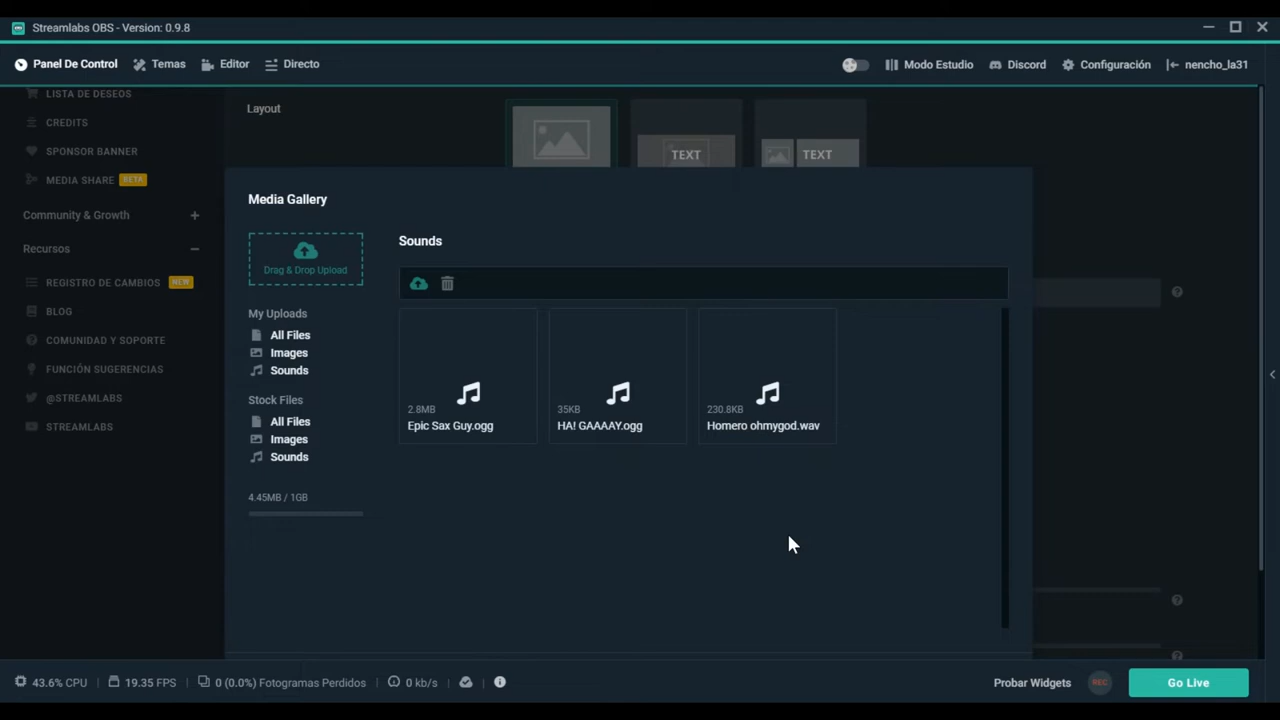 Streamlabs OBS - Version: 0.9.8
Panel De Control Temas Editor Directo Modo Estudio Discord Configuración nencho_la31
LISTA DE DESEOS
CREDITS
SPONSOR BANNER
MEDIA SHARE BETA
Community & Growth +
Recursos
REGISTRO DE CAMBIOS NEW
BLOG
COMUNIDAD Y SOPORTE
FUNCIÓN SUGERENCIAS
@STREAMLABS
STREAMLABS
Layout
TEXT
TEXT
Media Gallery
Drag & Drop Upload
My Uploads
All Files
Images
Sounds
Stock Files
All Files
Images
Sounds
4.45MB / 1GB
Sounds
2.8MB
Epic Sax Guy.ogg
35KB
HA! GAAAAY.ogg
230.8KB
Homero ohmygod.wav
43.6% CPU 19.35 FPS 0 (0.0%) Fotogramas Perdidos 0 kb/s Probar Widgets REC Go Live